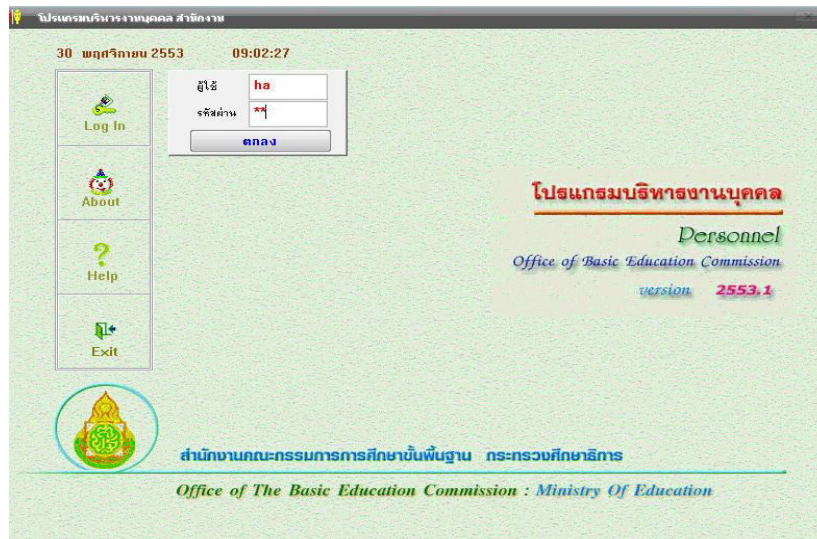 โปรแกรมบริหารงานบุคคล สำนักงาน
30 พฤศจิกายน 2553 09:02:27
ผู้ใช้ ha
รหัสผ่าน **
ตกลง
Log In
About
Help
Exit
โปรแกรมบริหารงานบุคคล
Personnel
Office of Basic Education Commission
version 2553.1
สำนักงานคณะกรรมการการศึกษาขั้นพื้นฐาน กระทรวงศึกษาธิการ
Office of The Basic Education Commission : Ministry Of Education